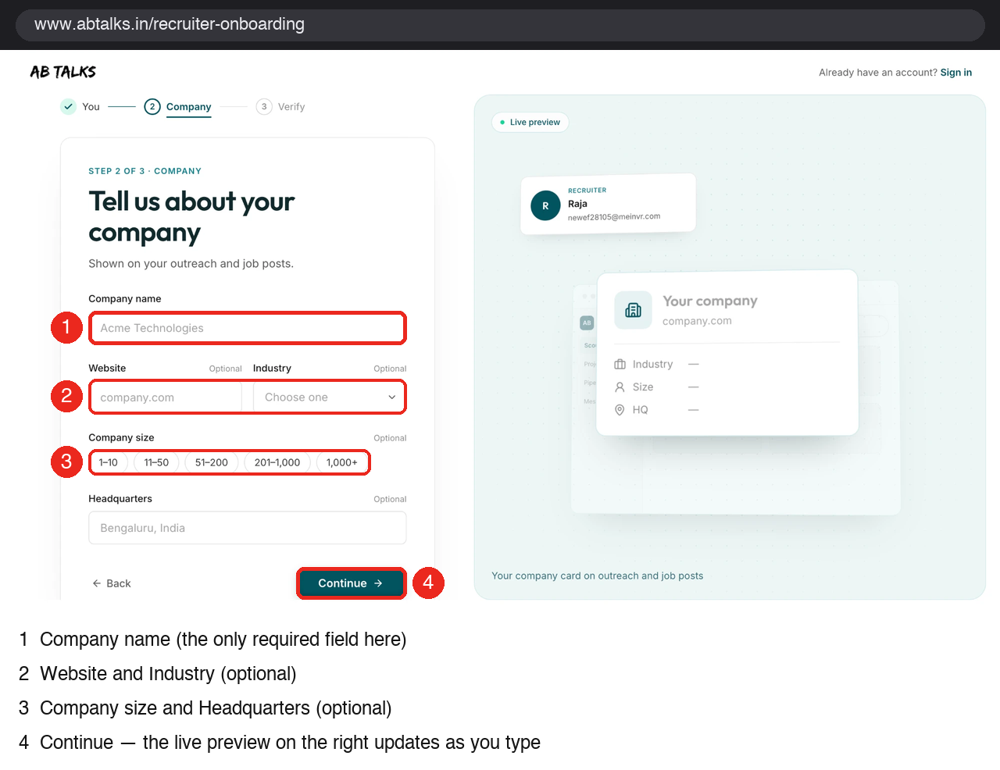 www.abtalks.in/recruiter-onboarding
AB TALKS
Already have an account? Sign in
You
2 Company
3 Verify
STEP 2 OF 3 · COMPANY
Tell us about your
company
Shown on your outreach and job posts.
Company name
1 Acme Technologies
Website Optional Industry Optional
2 company.com Choose one
Company size Optional
3 1–10 11–50 51–200 201–1,000 1,000+
Headquarters Optional
Bengaluru, India
← Back Continue → 4
Live preview
RECRUITER
R Raja
newef28105@meinvr.com
Your company
company.com
AB
Industry —
Size —
HQ —
Your company card on outreach and job posts
1 Company name (the only required field here)
2 Website and Industry (optional)
3 Company size and Headquarters (optional)
4 Continue — the live preview on the right updates as you type